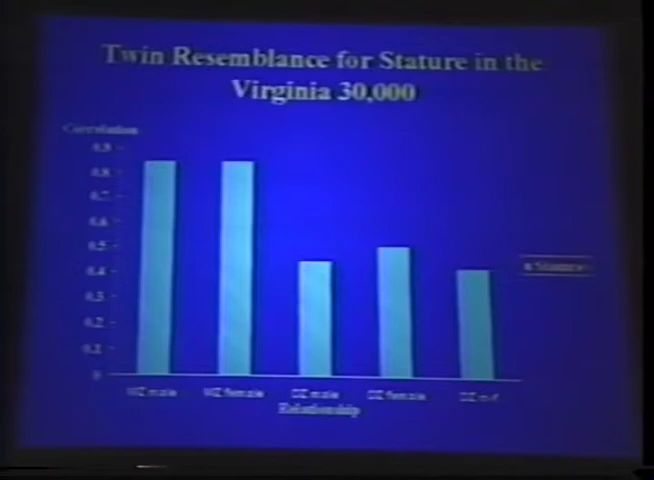 Twin Resemblance for Stature in the
Virginia 30,000
Correlation
0.9
0.8
0.7
0.6
0.5
0.4
0.3
0.2
0.1
0
Stature
MZ male MZ female DZ male DZ female DZ m-f
Relationship